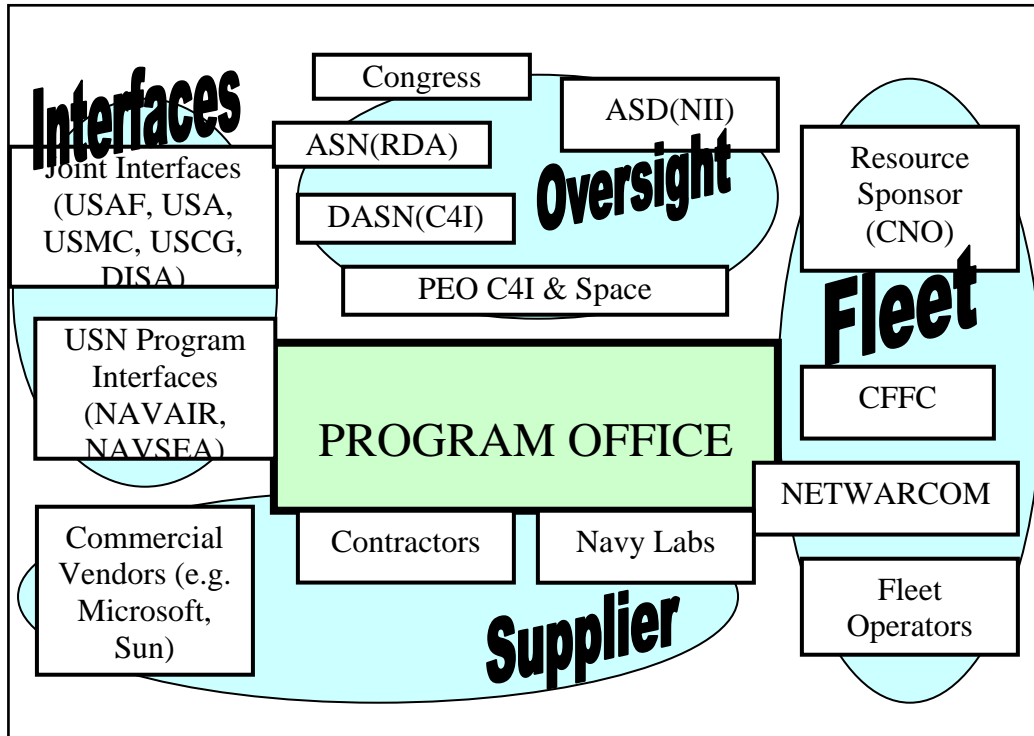 Interfaces
Joint Interfaces
(USAF, USA,
USMC, USCG,
DISA)
USN Program
Interfaces
(NAVAIR,
NAVSEA)
Congress
ASD(NII)
ASN(RDA)
Oversight
DASN(C4I)
PEO C4I & Space
Resource
Sponsor
(CNO)
Fleet
CFFC
NETWARCOM
Fleet
Operators
PROGRAM OFFICE
Commercial
Vendors (e.g.
Microsoft,
Sun)
Contractors
Navy Labs
Supplier